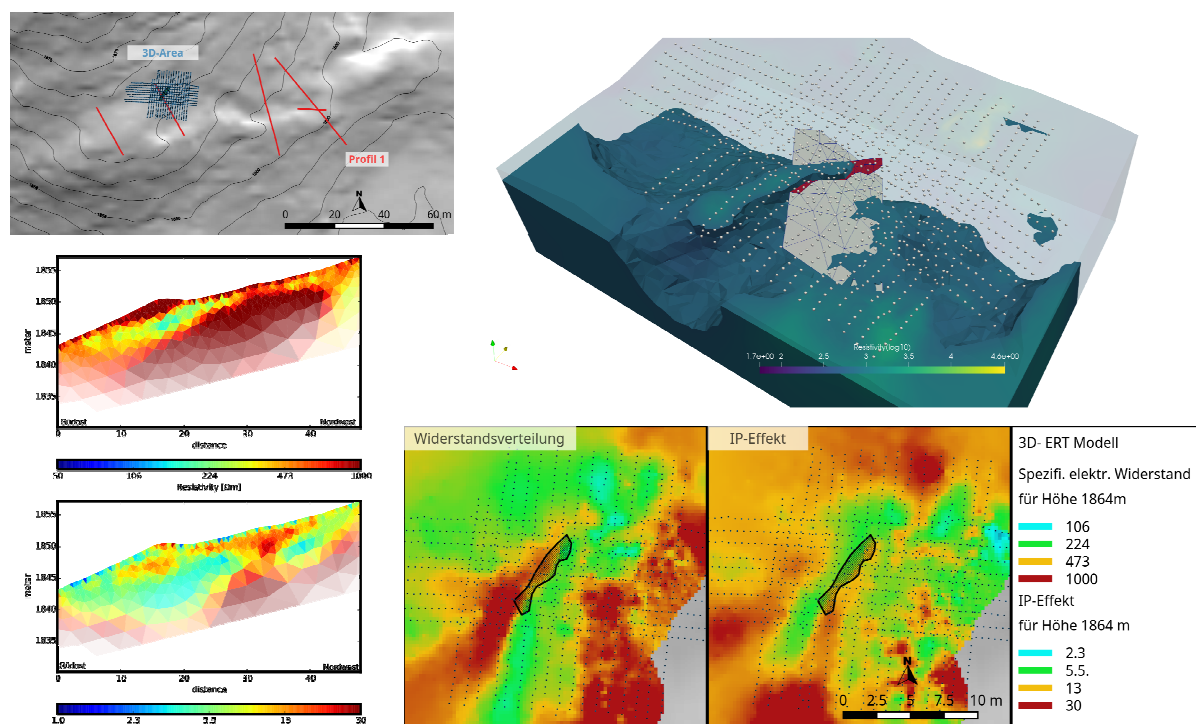 3D-Area
Profil 1
N
0 20 40 60 m
Resistivity(log10)
1.7e+00 2 2.5 3 3.5 4 4.6e+00
1855
1850
1845
1840
1835
meter
Südost Nordwest
0 10 20 30 40
distance
50 106 224 473 1000
Resistivity [Ωm]
1855
1850
1845
1840
1835
meter
Südost Nordwest
0 10 20 30 40
distance
1.0 2.3 5.5 13 30
Widerstandsverteilung
IP-Effekt
N
0 2.5 5 7.5 10 m
3D- ERT Modell
Spezifi. elektr. Widerstand
für Höhe 1864m
106
224
473
1000
IP-Effekt
für Höhe 1864 m
2.3
5.5.
13
30